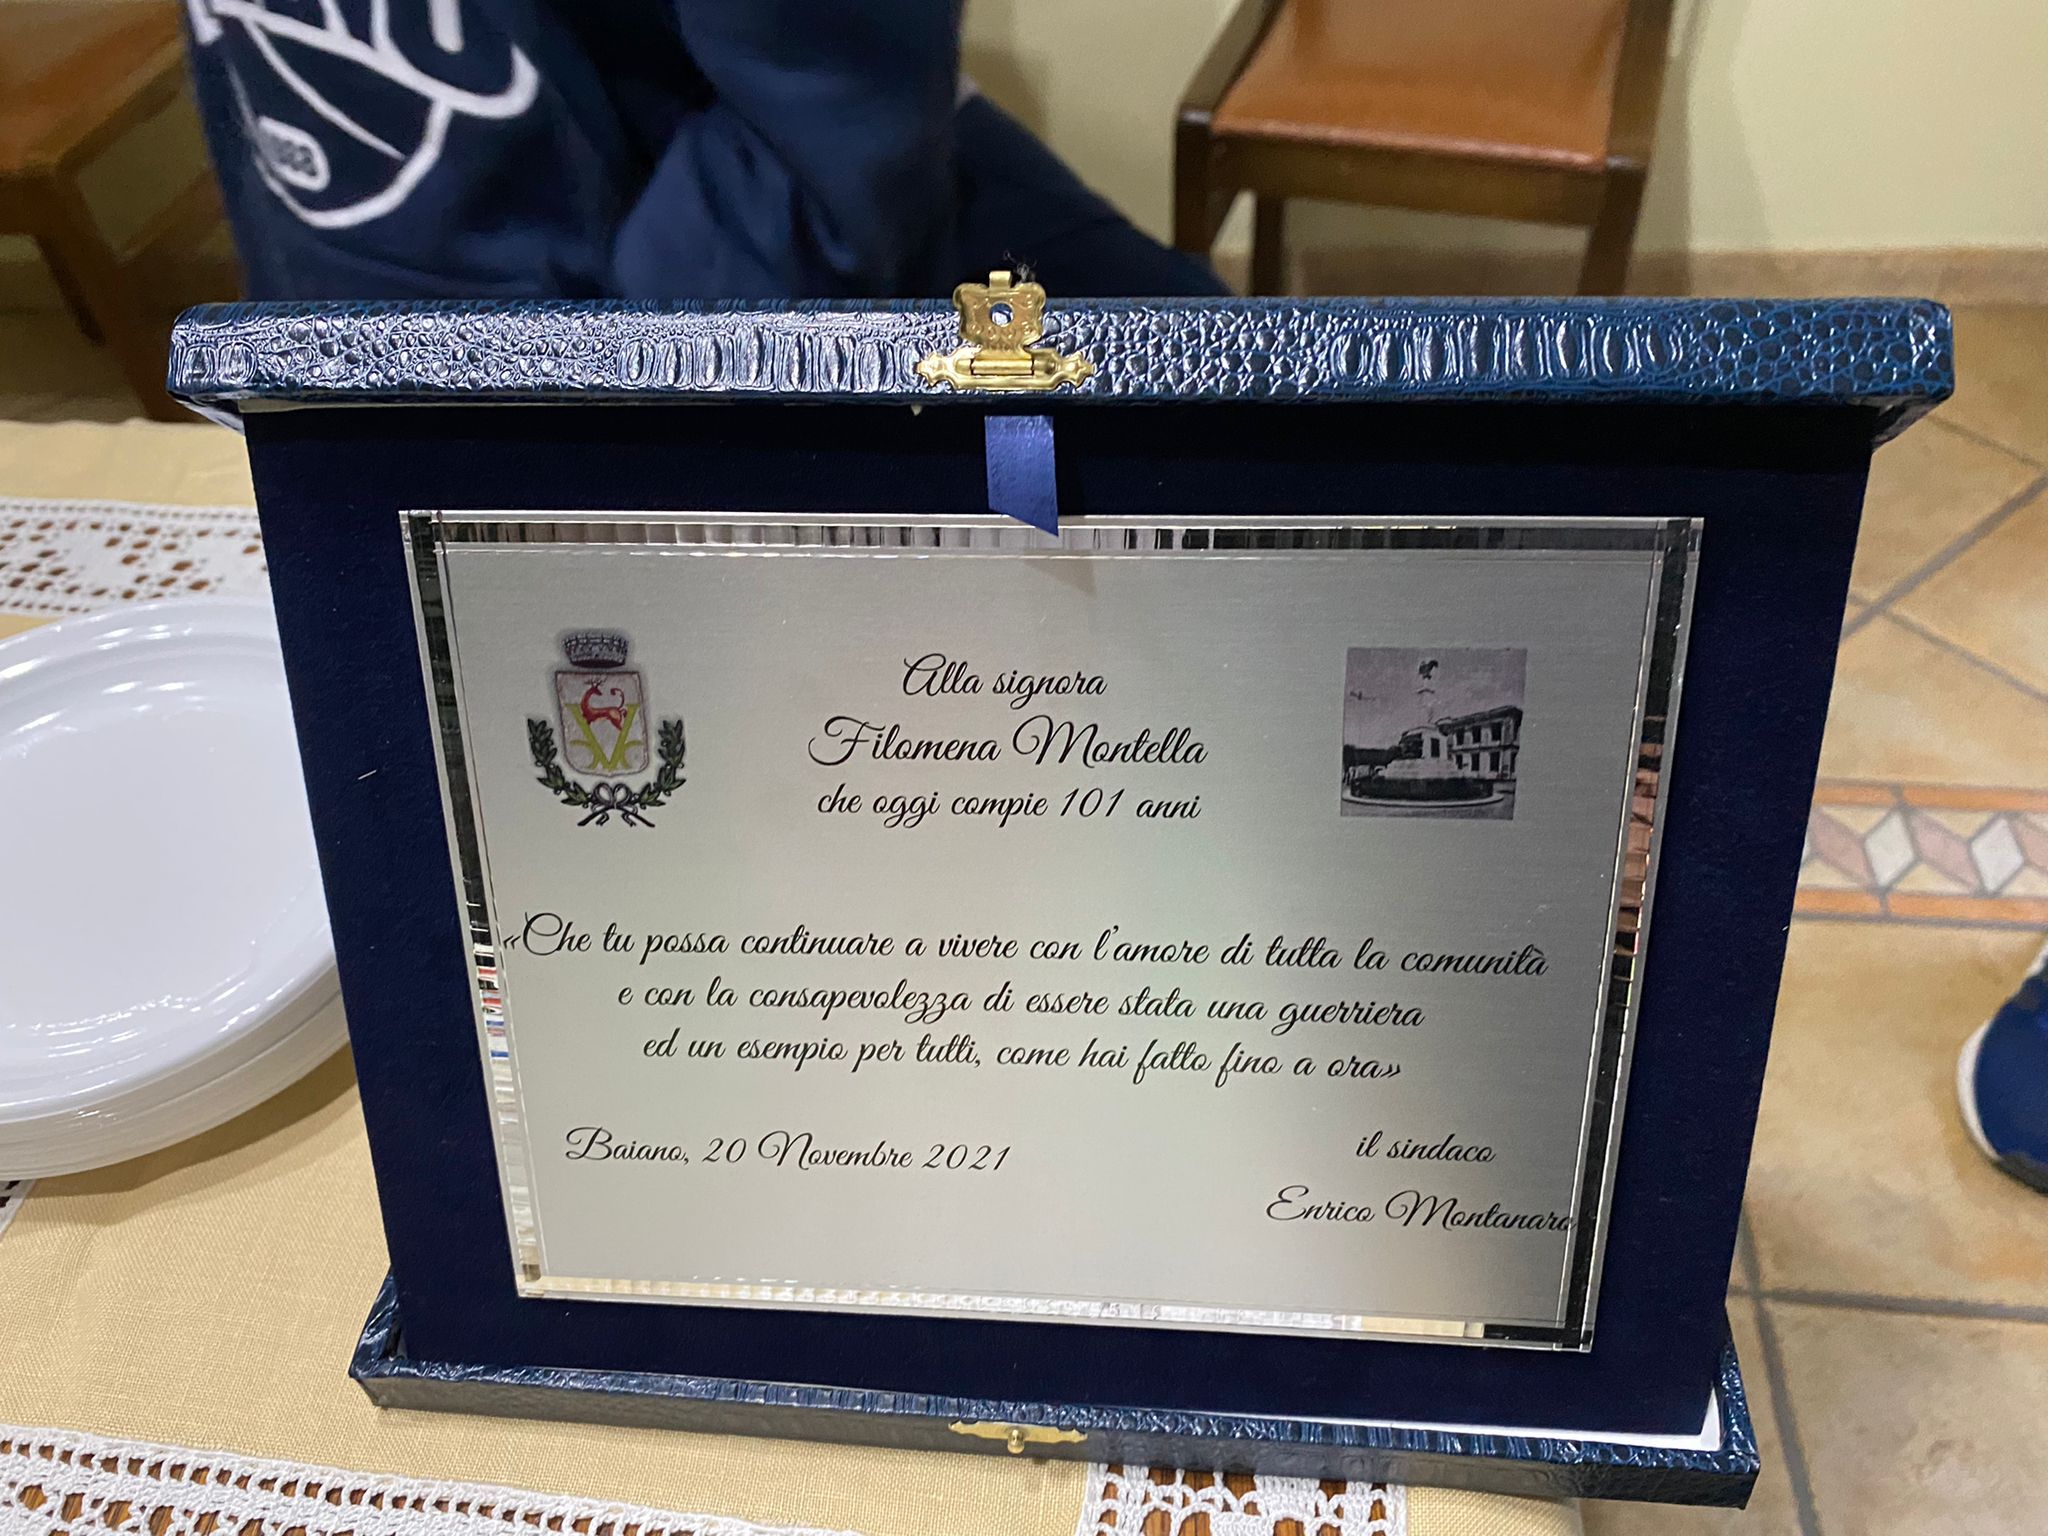 Alla signora
Filomena Montella
che oggi compie 101 anni
«Che tu possa continuare a vivere con l'amore di tutta la comunità
e con la consapevolezza di essere stata una guerriera
ed un esempio per tutti, come hai fatto fino a ora»
Baiano, 20 Novembre 2021
il sindaco
Enrico Montanaro